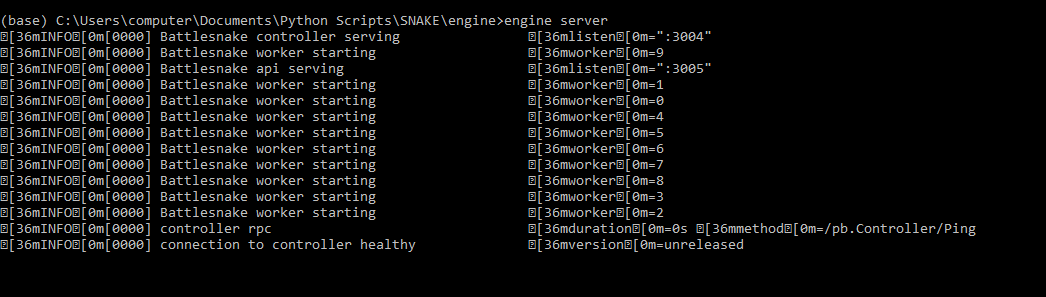 (base) C:\Users\computer\Documents\Python Scripts\SNAKE\engine>engine server
␛[36mINFO␛[0m[0000] Battlesnake controller serving                ␛[36mlisten␛[0m=":3004"
␛[36mINFO␛[0m[0000] Battlesnake worker starting                   ␛[36mworker␛[0m=9
␛[36mINFO␛[0m[0000] Battlesnake api serving                       ␛[36mlisten␛[0m=":3005"
␛[36mINFO␛[0m[0000] Battlesnake worker starting                   ␛[36mworker␛[0m=1
␛[36mINFO␛[0m[0000] Battlesnake worker starting                   ␛[36mworker␛[0m=0
␛[36mINFO␛[0m[0000] Battlesnake worker starting                   ␛[36mworker␛[0m=4
␛[36mINFO␛[0m[0000] Battlesnake worker starting                   ␛[36mworker␛[0m=5
␛[36mINFO␛[0m[0000] Battlesnake worker starting                   ␛[36mworker␛[0m=6
␛[36mINFO␛[0m[0000] Battlesnake worker starting                   ␛[36mworker␛[0m=7
␛[36mINFO␛[0m[0000] Battlesnake worker starting                   ␛[36mworker␛[0m=8
␛[36mINFO␛[0m[0000] Battlesnake worker starting                   ␛[36mworker␛[0m=3
␛[36mINFO␛[0m[0000] Battlesnake worker starting                   ␛[36mworker␛[0m=2
␛[36mINFO␛[0m[0000] controller rpc                                ␛[36mduration␛[0m=0s ␛[36mmethod␛[0m=/pb.Controller/Ping
␛[36mINFO␛[0m[0000] connection to controller healthy              ␛[36mversion␛[0m=unreleased